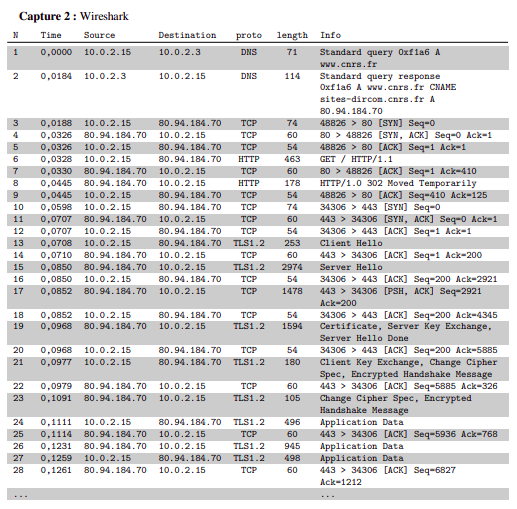 Capture 2 : Wireshark
N Time Source Destination proto length Info
1 0,0000 10.0.2.15 10.0.2.3 DNS 71 Standard query 0xf1a6 A
www.cnrs.fr
2 0,0184 10.0.2.3 10.0.2.15 DNS 114 Standard query response
0xf1a6 A www.cnrs.fr CNAME
sites-dircom.cnrs.fr A
80.94.184.70
3 0,0188 10.0.2.15 80.94.184.70 TCP 74 48826 > 80 [SYN] Seq=0
4 0,0326 80.94.184.70 10.0.2.15 TCP 60 80 > 48826 [SYN, ACK] Seq=0 Ack=1
5 0,0326 10.0.2.15 80.94.184.70 TCP 54 48826 > 80 [ACK] Seq=1 Ack=1
6 0,0328 10.0.2.15 80.94.184.70 HTTP 463 GET / HTTP/1.1
7 0,0330 80.94.184.70 10.0.2.15 TCP 60 80 > 48826 [ACK] Seq=1 Ack=410
8 0,0445 80.94.184.70 10.0.2.15 HTTP 178 HTTP/1.0 302 Moved Temporarily
9 0,0445 10.0.2.15 80.94.184.70 TCP 54 48826 > 80 [ACK] Seq=410 Ack=125
10 0,0598 10.0.2.15 80.94.184.70 TCP 74 34306 > 443 [SYN] Seq=0
11 0,0707 80.94.184.70 10.0.2.15 TCP 60 443 > 34306 [SYN, ACK] Seq=0 Ack=1
12 0,0707 10.0.2.15 80.94.184.70 TCP 54 34306 > 443 [ACK] Seq=1 Ack=1
13 0,0708 10.0.2.15 80.94.184.70 TLS1.2 253 Client Hello
14 0,0710 80.94.184.70 10.0.2.15 TCP 60 443 > 34306 [ACK] Seq=1 Ack=200
15 0,0850 80.94.184.70 10.0.2.15 TLS1.2 2974 Server Hello
16 0,0850 10.0.2.15 80.94.184.70 TCP 54 34306 > 443 [ACK] Seq=200 Ack=2921
17 0,0852 80.94.184.70 10.0.2.15 TCP 1478 443 > 34306 [PSH, ACK] Seq=2921
Ack=200
18 0,0852 10.0.2.15 80.94.184.70 TCP 54 34306 > 443 [ACK] Seq=200 Ack=4345
19 0,0968 80.94.184.70 10.0.2.15 TLS1.2 1594 Certificate, Server Key Exchange,
Server Hello Done
20 0,0968 10.0.2.15 80.94.184.70 TCP 54 34306 > 443 [ACK] Seq=200 Ack=5885
21 0,0977 10.0.2.15 80.94.184.70 TLS1.2 180 Client Key Exchange, Change Cipher
Spec, Encrypted Handshake Message
22 0,0979 80.94.184.70 10.0.2.15 TCP 60 443 > 34306 [ACK] Seq=5885 Ack=326
23 0,1091 80.94.184.70 10.0.2.15 TLS1.2 105 Change Cipher Spec, Encrypted
Handshake Message
24 0,1111 10.0.2.15 80.94.184.70 TLS1.2 496 Application Data
25 0,1114 80.94.184.70 10.0.2.15 TCP 60 443 > 34306 [ACK] Seq=5936 Ack=768
26 0,1231 80.94.184.70 10.0.2.15 TLS1.2 945 Application Data
27 0,1259 10.0.2.15 80.94.184.70 TLS1.2 498 Application Data
28 0,1261 80.94.184.70 10.0.2.15 TCP 60 443 > 34306 [ACK] Seq=6827
Ack=1212
... ...